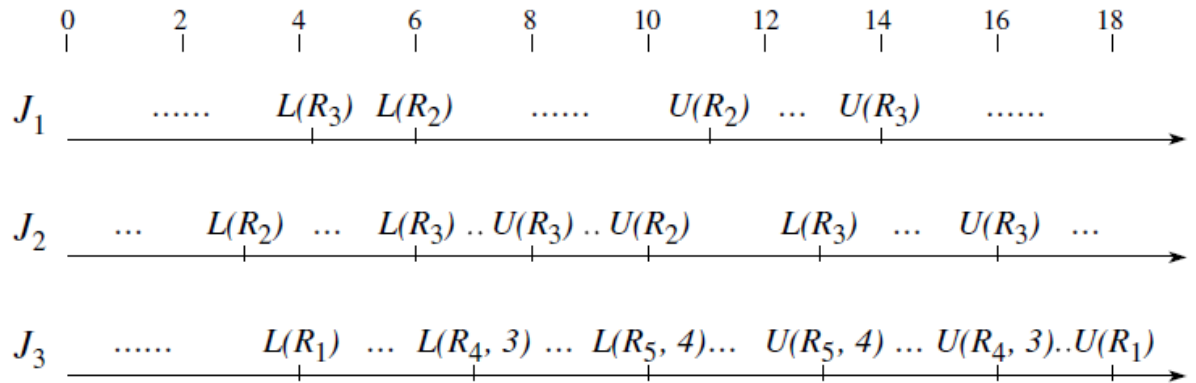 0 2 4 6 8 10 12 14 16 18
J1 ...... L(R3) L(R2) ...... U(R2) ... U(R3) ......
J2 ... L(R2) ... L(R3) .. U(R3) .. U(R2) L(R3) ... U(R3) ...
J3 ...... L(R1) ... L(R4, 3) ... L(R5, 4)... U(R5, 4) ... U(R4, 3)..U(R1)